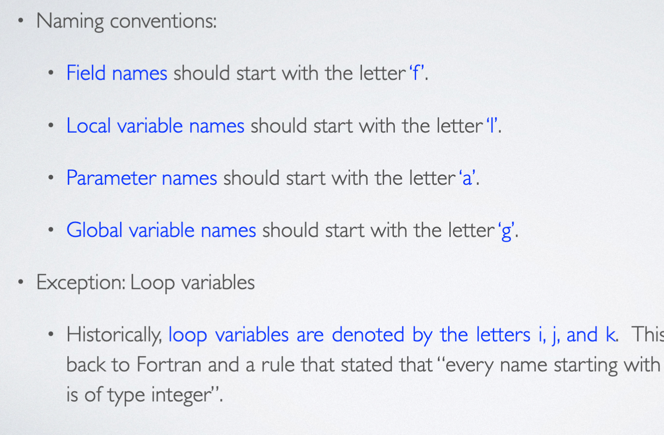 • Naming conventions:
• Field names should start with the letter ‘f’.
• Local variable names should start with the letter ‘l’.
• Parameter names should start with the letter ‘a’.
• Global variable names should start with the letter ‘g’.
• Exception: Loop variables
• Historically, loop variables are denoted by the letters i, j, and k. This
back to Fortran and a rule that stated that “every name starting with
is of type integer”.